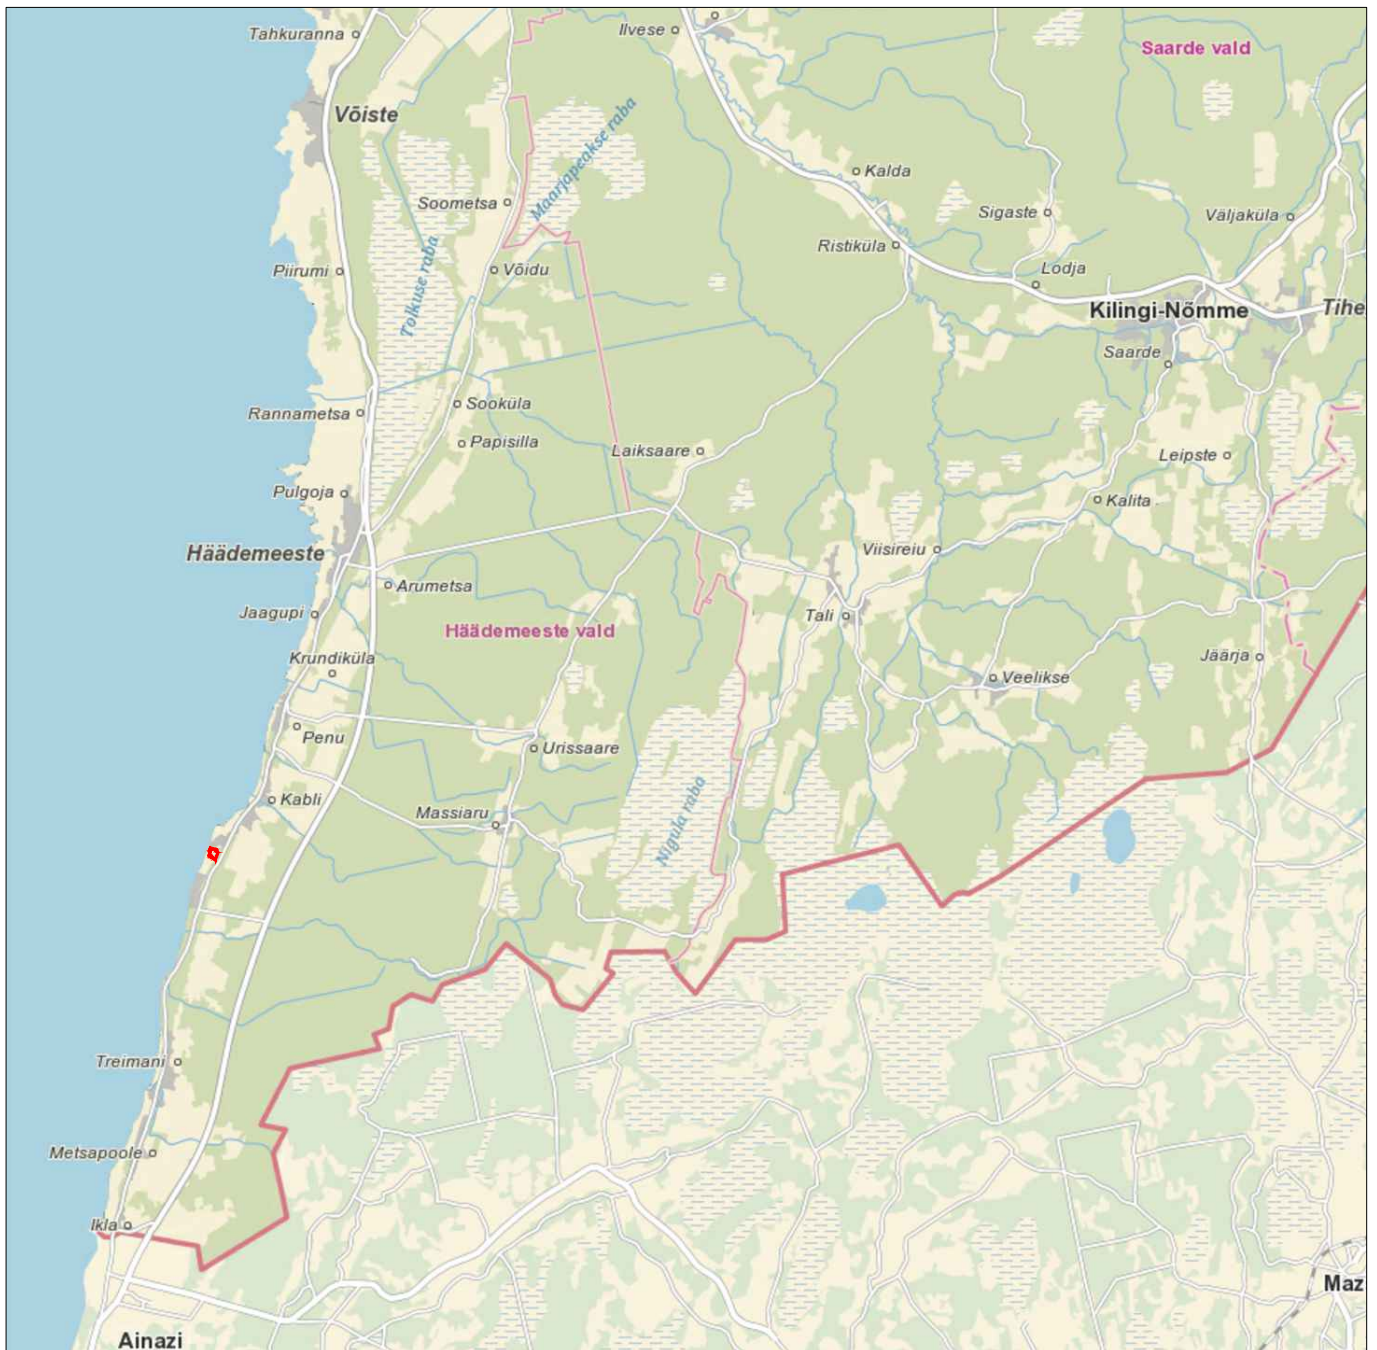 Tahkuranna
Ilvese
Saarde vald
Võiste
Maarjapeakse raba
Kalda
Soometsa
Sigaste
Väljaküla
Ristiküla
Piirumi
Võidu
Lodja
Tolkuse raba
Kilingi-Nõmme
Tihe
Saarde
Rannametsa
Sooküla
Papisilla
Laiksaare
Leipste
Pulgoja
Kalita
Häädemeeste
Viisireiu
Arumetsa
Jaagupi
Tali
Häädemeeste vald
Krundiküla
Jäärja
Veelikse
Penu
Urissaare
Kabli
Massiaru
Nigula raba
Treimani
Metsapoole
Ikla
Maz
Ainazi